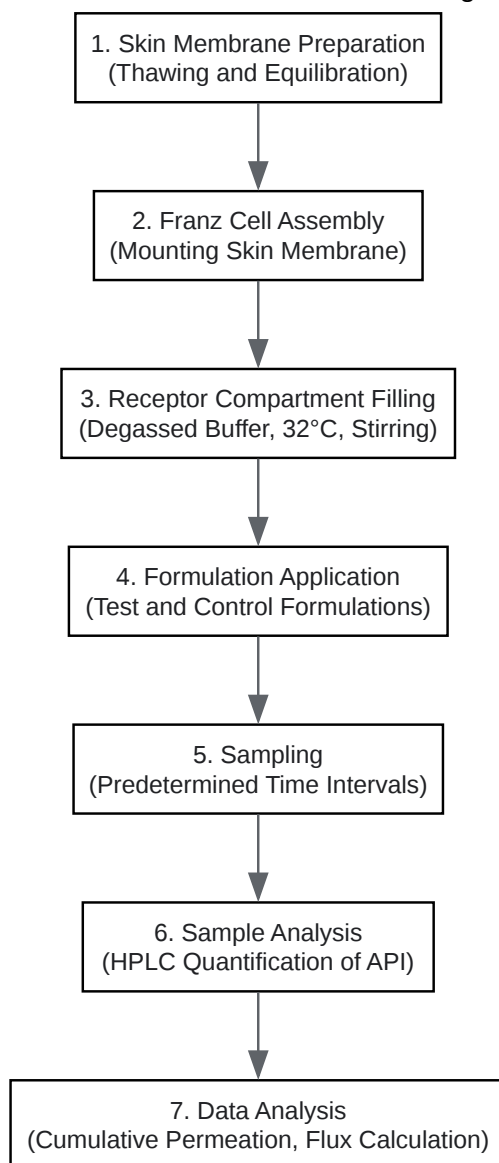 1. Skin Membrane Preparation
(Thawing and Equilibration)
2. Franz Cell Assembly
(Mounting Skin Membrane)
3. Receptor Compartment Filling
(Degassed Buffer, 32°C, Stirring)
4. Formulation Application
(Test and Control Formulations)
5. Sampling
(Predetermined Time Intervals)
6. Sample Analysis
(HPLC Quantification of API)
7. Data Analysis
(Cumulative Permeation, Flux Calculation)